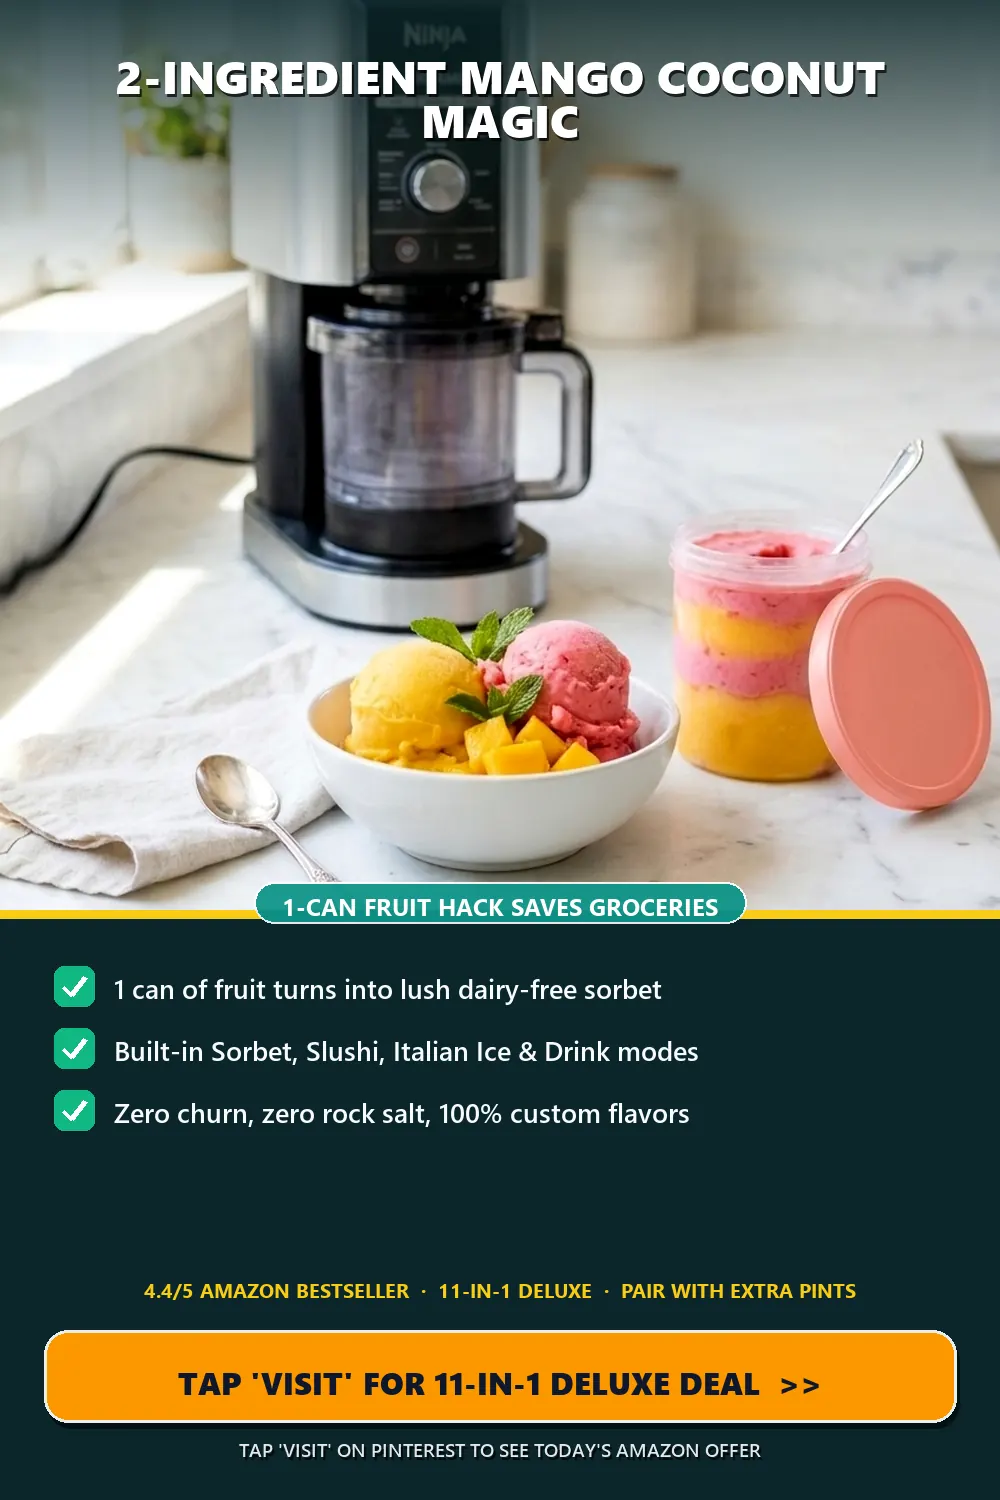 NINJA
2-INGREDIENT MANGO COCONUT
MAGIC
1-CAN FRUIT HACK SAVES GROCERIES
1 can of fruit turns into lush dairy-free sorbet
Built-in Sorbet, Slushi, Italian Ice & Drink modes
Zero churn, zero rock salt, 100% custom flavors
4.4/5 AMAZON BESTSELLER · 11-IN-1 DELUXE · PAIR WITH EXTRA PINTS
TAP 'VISIT' FOR 11-IN-1 DELUXE DEAL >>
TAP 'VISIT' ON PINTEREST TO SEE TODAY'S AMAZON OFFER